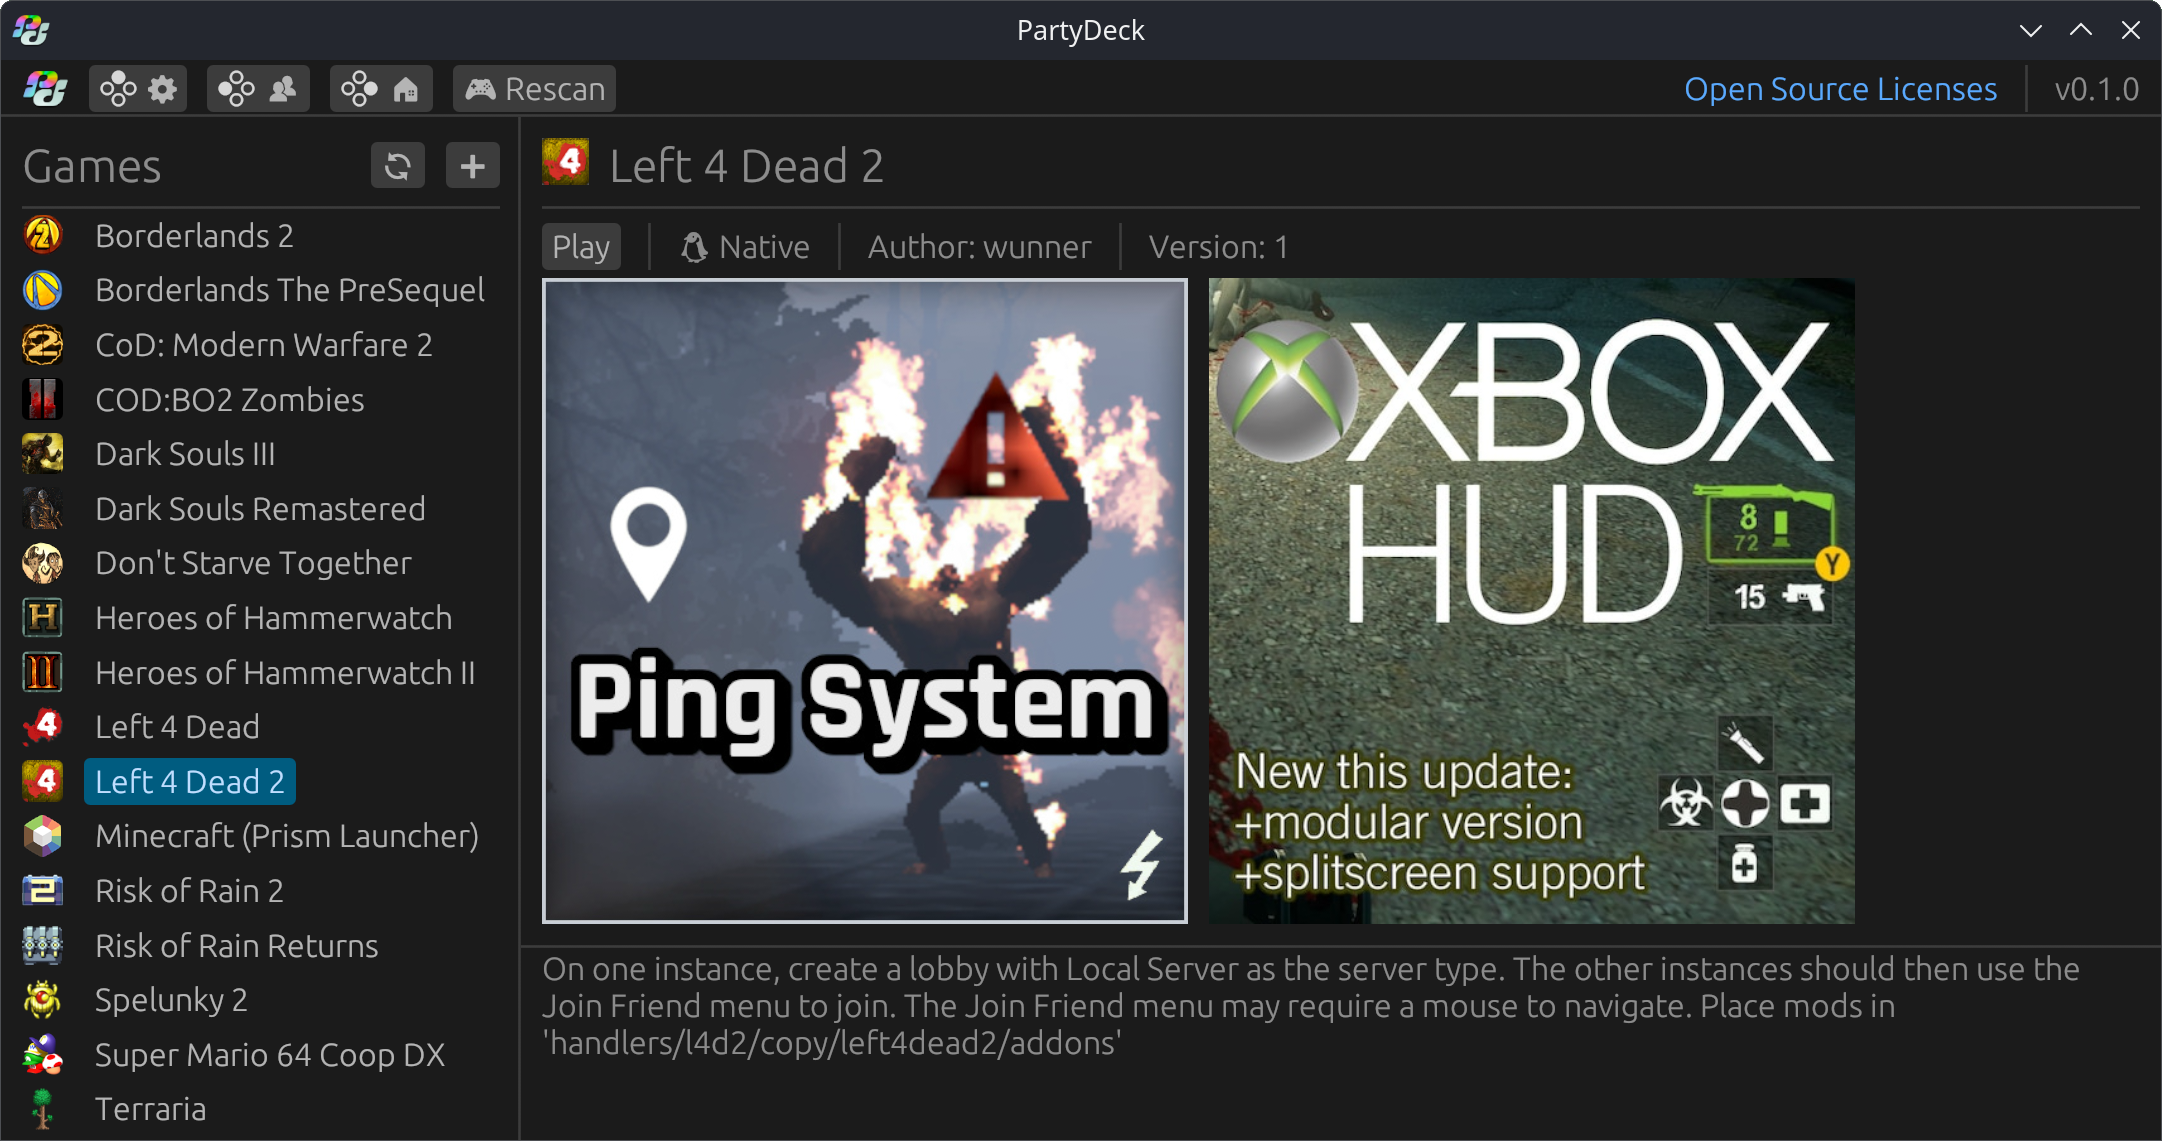 PartyDeck
Rescan
Open Source Licenses
v0.1.0
Games
Borderlands 2
Borderlands The PreSequel
CoD: Modern Warfare 2
COD:BO2 Zombies
Dark Souls III
Dark Souls Remastered
Don't Starve Together
Heroes of Hammerwatch
Heroes of Hammerwatch II
Left 4 Dead
Left 4 Dead 2
Minecraft (Prism Launcher)
Risk of Rain 2
Risk of Rain Returns
Spelunky 2
Super Mario 64 Coop DX
Terraria
Left 4 Dead 2
Play
Native
Author: wunner
Version: 1
Ping System
XBOX
HUD
8
72
Y
15
New this update:
+modular version
+splitscreen support
On one instance, create a lobby with Local Server as the server type. The other instances should then use the
Join Friend menu to join. The Join Friend menu may require a mouse to navigate. Place mods in
'handlers/l4d2/copy/left4dead2/addons'